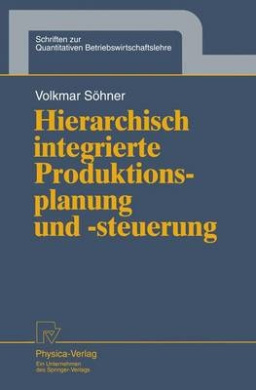 Schriften zur
Quantitativen Betriebswirtschaftslehre
Volkmar Söhner
Hierarchisch
integrierte
Produktions-
planung
und -steuerung
Physica-Verlag
Ein Unternehmen
des Springer-Verlags